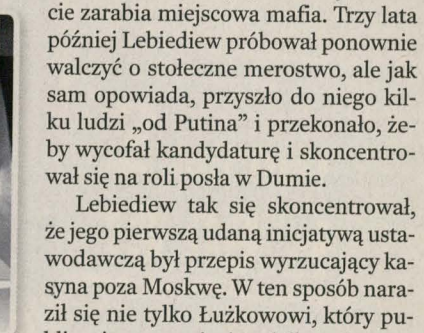 cie zarabia miejscowa mafia. Trzy lata
później Lebiediew próbował ponownie
walczyć o stołeczne merostwo, ale jak
sam opowiada, przyszło do niego kil-
ku ludzi „od Putina” i przekonało, że-
by wycofał kandydaturę i skoncentro-
wał się na roli posła w Dumie.
Lebiediew tak się skoncentrował,
że jego pierwszą udaną inicjatywą usta-
wodawczą był przepis wyrzucający ka-
syna poza Moskwę. W ten sposób nara-
ził się nie tylko Łużkowowi, który pu-